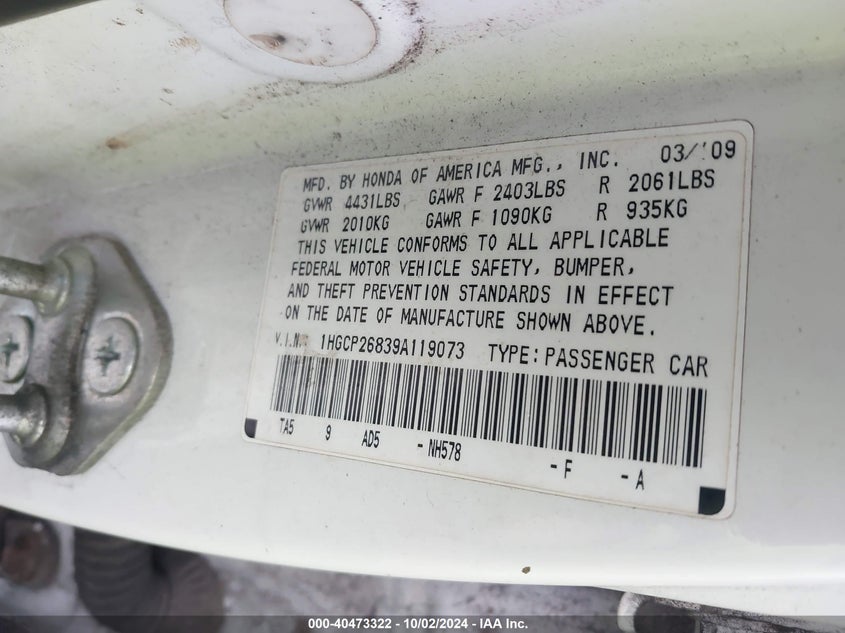 MFD. BY HONDA OF AMERICA MFG., INC. 03/'09
GVWR 4431LBS GAWR F 2403LBS R 2061LBS
GVWR 2010KG GAWR F 1090KG R 935KG
THIS VEHICLE CONFORMS TO ALL APPLICABLE
FEDERAL MOTOR VEHICLE SAFETY, BUMPER,
AND THEFT PREVENTION STANDARDS IN EFFECT
ON THE DATE OF MANUFACTURE SHOWN ABOVE.
V.I.N. 1HGCP26839A119073 TYPE: PASSENGER CAR
TA5 9 AD5 - NH578 - F - A
000-40473322 - 10/02/2024 - IAA Inc.